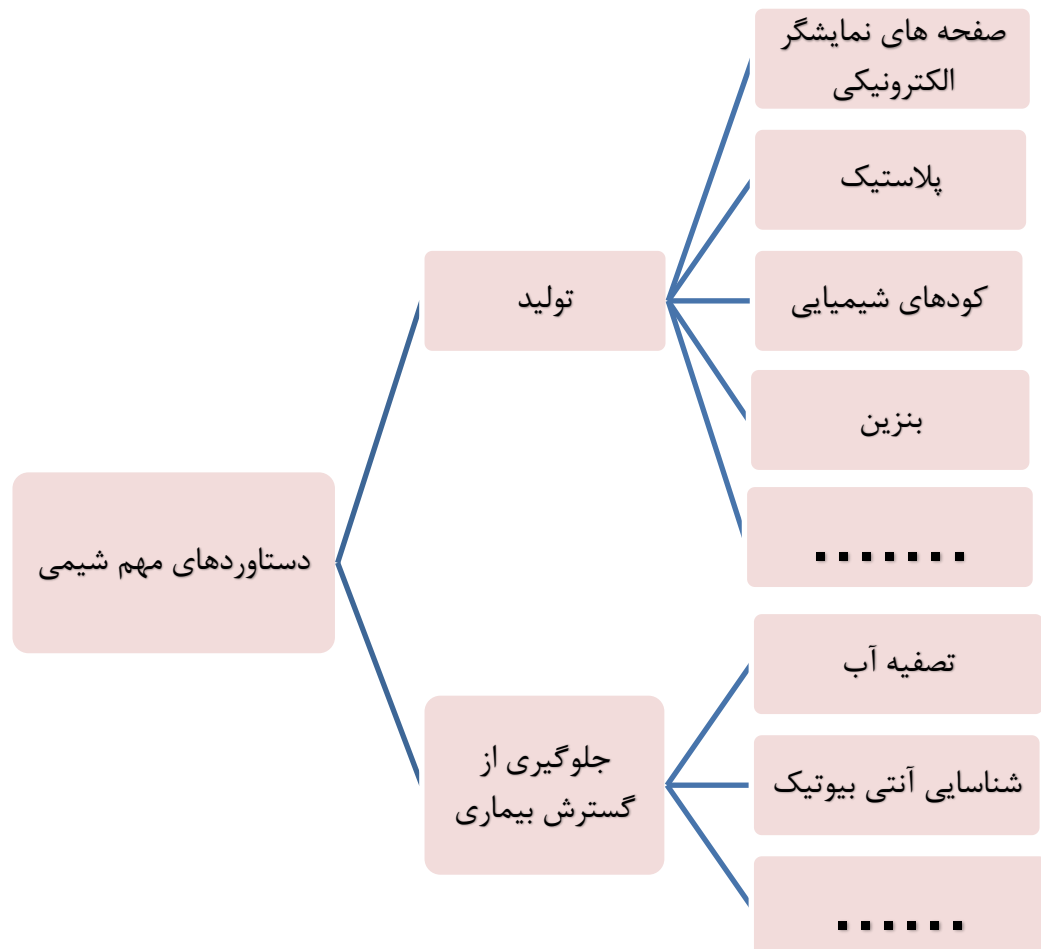 صفحه های نمایشگر
الکترونیکی
پلاستیک
تولید
کودهای شیمیایی
بنزین
.......
دستاوردهای مهم شیمی
تصفیه آب
جلوگیری از
گسترش بیماری
شناسایی آنتی بیوتیک
......